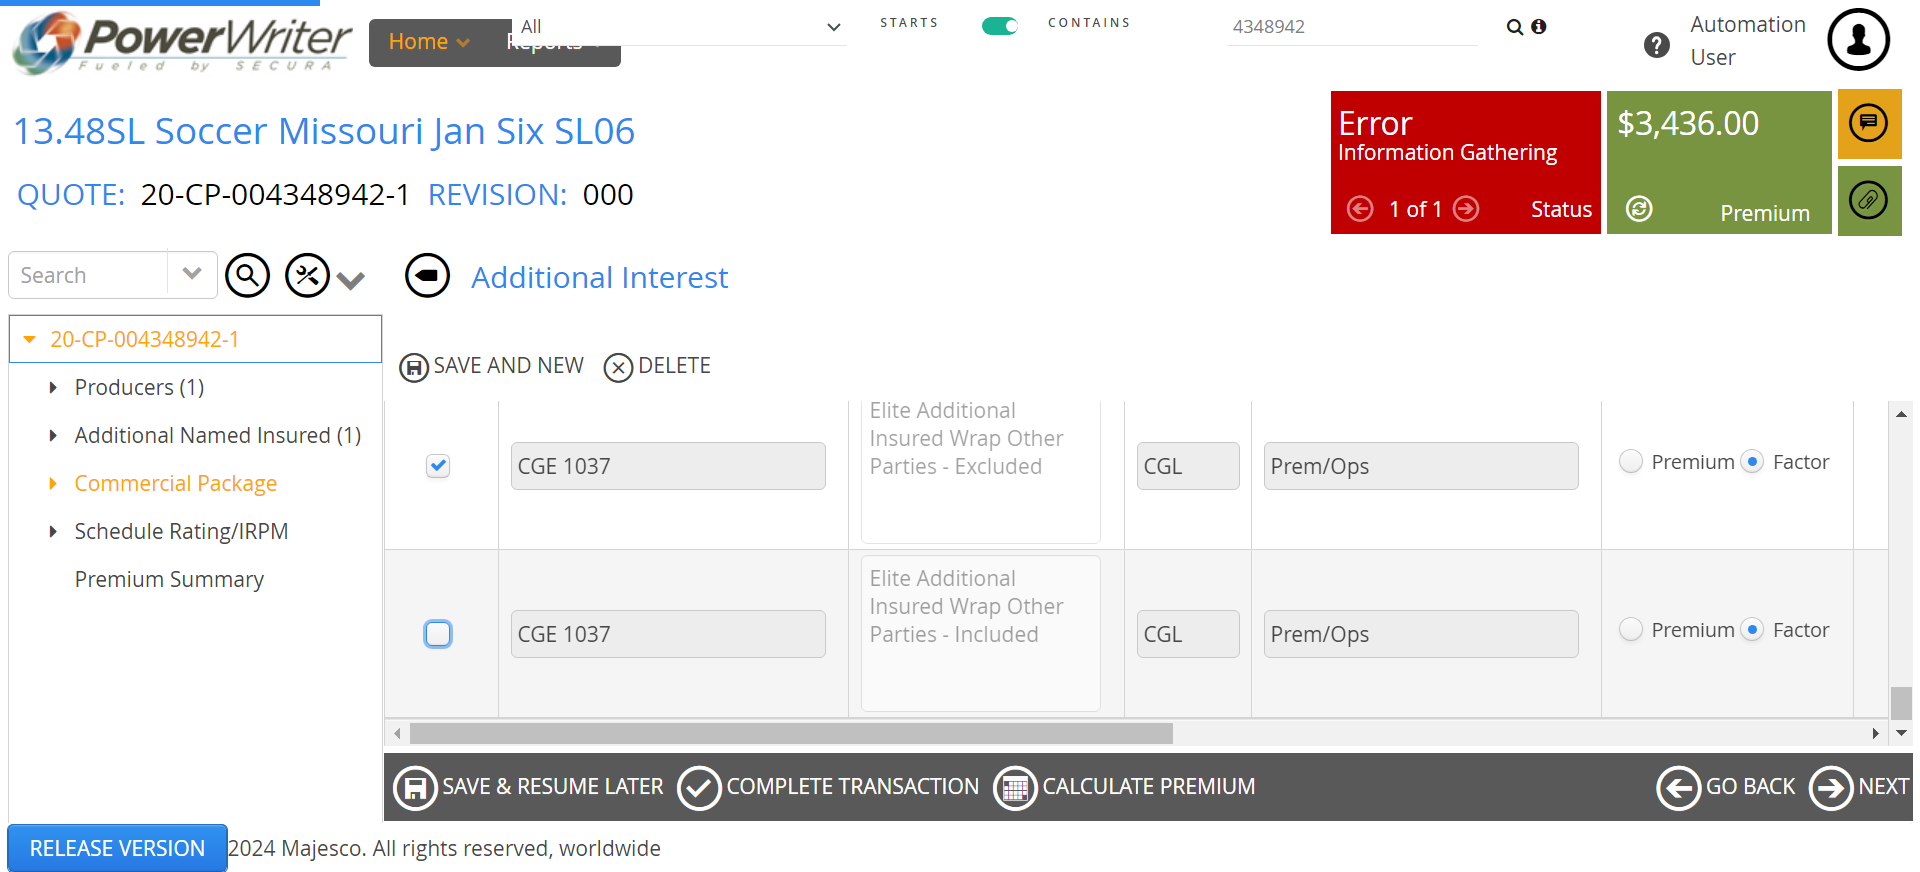 PowerWriter
Fueled by SECURA
Home
Reports
All
STARTS
CONTAINS
4348942
Automation
User
13.48SL Soccer Missouri Jan Six SL06
QUOTE: 20-CP-004348942-1 REVISION: 000
Error
Information Gathering
1 of 1
Status
$3,436.00
Premium
Search
Additional Interest
20-CP-004348942-1
Producers (1)
Additional Named Insured (1)
Commercial Package
Schedule Rating/IRPM
Premium Summary
SAVE AND NEW
DELETE
CGE 1037
Elite Additional
Insured Wrap Other
Parties - Excluded
CGL
Prem/Ops
Premium
Factor
CGE 1037
Elite Additional
Insured Wrap Other
Parties - Included
CGL
Prem/Ops
Premium
Factor
SAVE & RESUME LATER
COMPLETE TRANSACTION
CALCULATE PREMIUM
GO BACK
NEXT
RELEASE VERSION
2024 Majesco. All rights reserved, worldwide